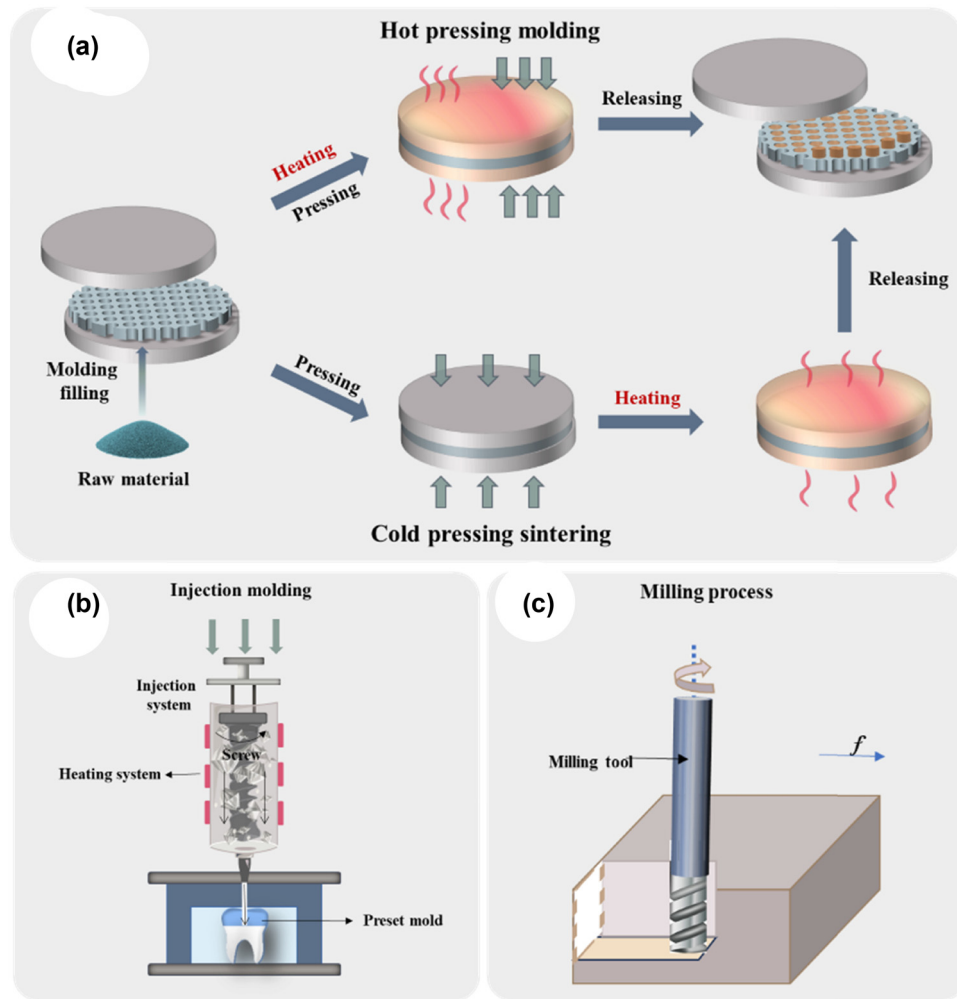 (a)
Hot pressing molding
Heating
Pressing
Releasing
Molding
filling
Raw material
Pressing
Heating
Releasing
Cold pressing sintering
(b)
Injection molding
Injection
system
Screw
Heating system
Preset mold
(c)
Milling process
Milling tool
f